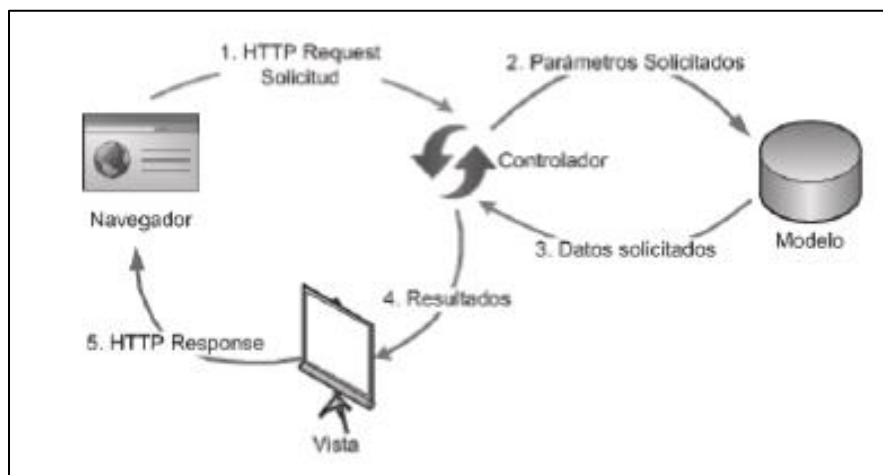 1. HTTP Request
Solicitud
2. Parámetros Solicitados
Controlador
Navegador
Modelo
3. Datos solicitados
4. Resultados
5. HTTP Response
Vista